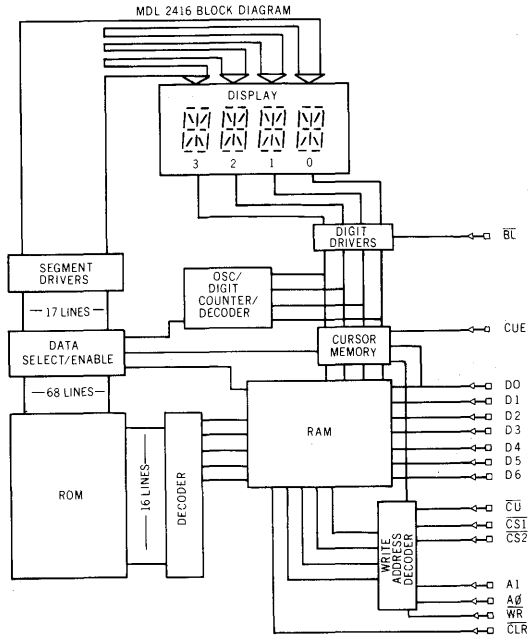 MDL 2416 BLOCK DIAGRAM
DISPLAY
3 2 1 0
DIGIT
DRIVERS
BL
SEGMENT
DRIVERS
OSC/
DIGIT
COUNTER/
DECODER
17 LINES
DATA
SELECT/ENABLE
CURSOR
MEMORY
CUE
68 LINES
D0
D1
D2
D3
D4
D5
D6
RAM
ROM
16 LINES
DECODER
WRITE
ADDRESS
DECODER
CU
CS1
CS2
A1
AØ
WR
CLR